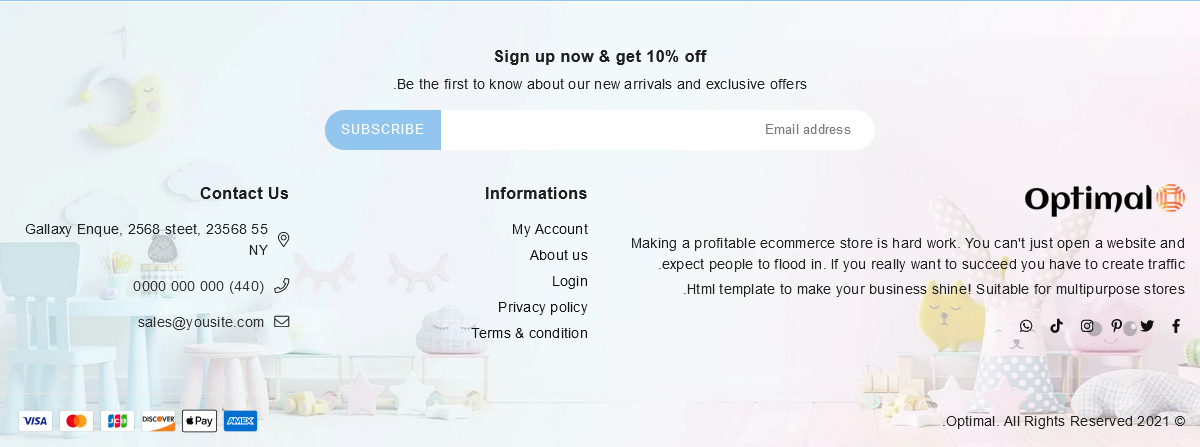 Sign up now & get 10% off
.Be the first to know about our new arrivals and exclusive offers
SUBSCRIBE
Email address
Optimal
Making a profitable ecommerce store is hard work. You can't just open a website and
.expect people to flood in. If you really want to succeed you have to create traffic
.Html template to make your business shine! Suitable for multipurpose stores
Informations
My Account
About us
Login
Privacy policy
Terms & condition
Contact Us
Gallaxy Enque, 2568 steet, 23568 55
NY
0000 000 000 (440)
sales@yousite.com
.Optimal. All Rights Reserved 2021 ©
VISA
JCB
DISCOVER
Pay
AMEX